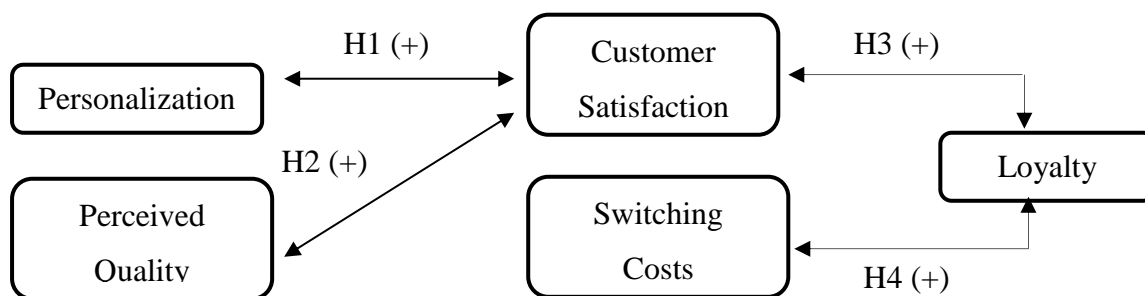 H1 (+)
Customer
Satisfaction
H3 (+)
Personalization
H2 (+)
Loyalty
Perceived
Quality
Switching
Costs
H4 (+)